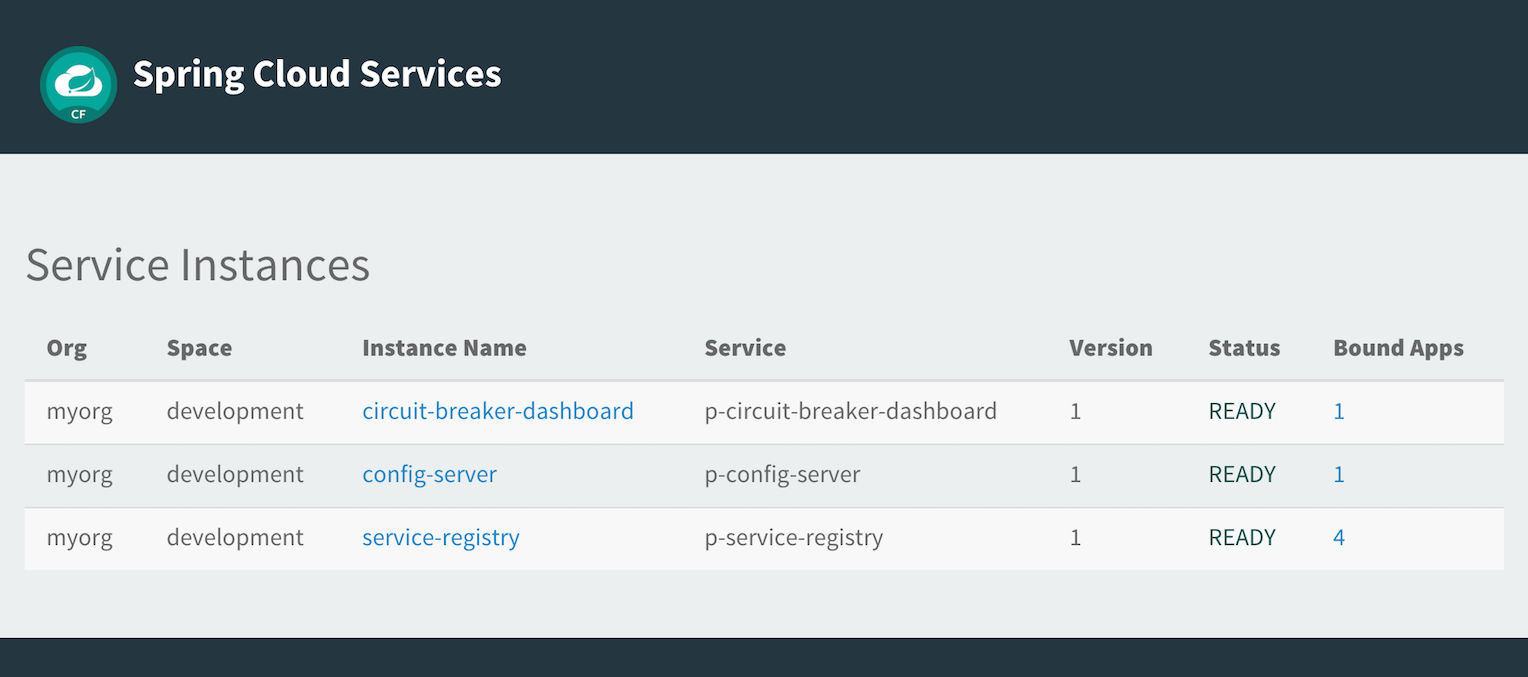 Spring Cloud Services
CF
Service Instances
Org Space Instance Name Service Version Status Bound Apps
myorg development circuit-breaker-dashboard p-circuit-breaker-dashboard 1 READY 1
myorg development config-server p-config-server 1 READY 1
myorg development service-registry p-service-registry 1 READY 4